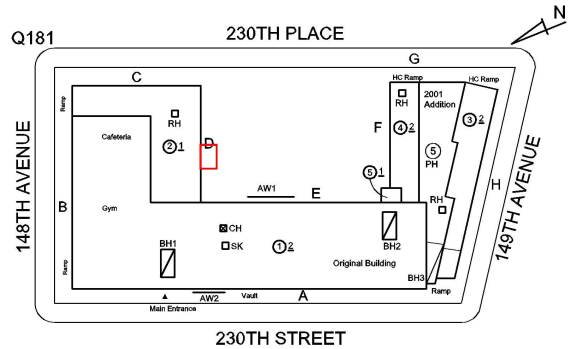 N
Q181
230TH PLACE
G
C
HC Ramp
HC Ramp
Ramp
RH
RH
2001
Addition
3 2
Cafeteria
F
4 2
2 1
D
5
PH
148TH AVENUE
5 1
H
149TH AVENUE
B
Gym
AW1
E
RH
CH
BH1
SK
1 2
BH2
Original Building
Ramp
BH3
AW2
Vault
A
Ramp
Main Entrance
230TH STREET